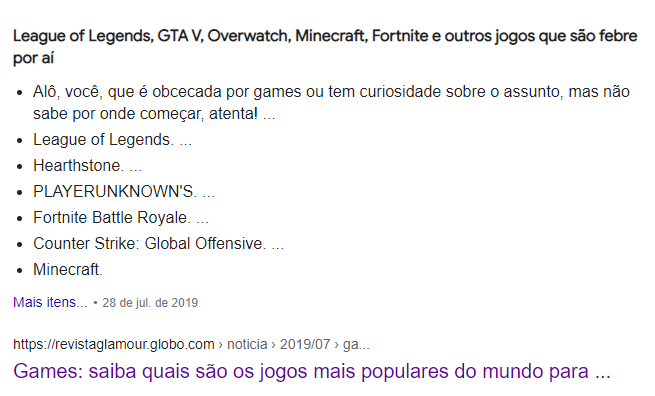 League of Legends, GTA V, Overwatch, Minecraft, Fortnite e outros jogos que são febre
por aí
• Alô, você, que é obcecada por games ou tem curiosidade sobre o assunto, mas não
sabe por onde começar, atenta! ...
• League of Legends. ...
• Hearthstone. ...
• PLAYERUNKNOWN'S. ...
• Fortnite Battle Royale. ...
• Counter Strike: Global Offensive. ...
• Minecraft.
Mais itens... • 28 de jul. de 2019
https://revistaglamour.globo.com › noticia › 2019/07 › ga...
Games: saiba quais são os jogos mais populares do mundo para ...